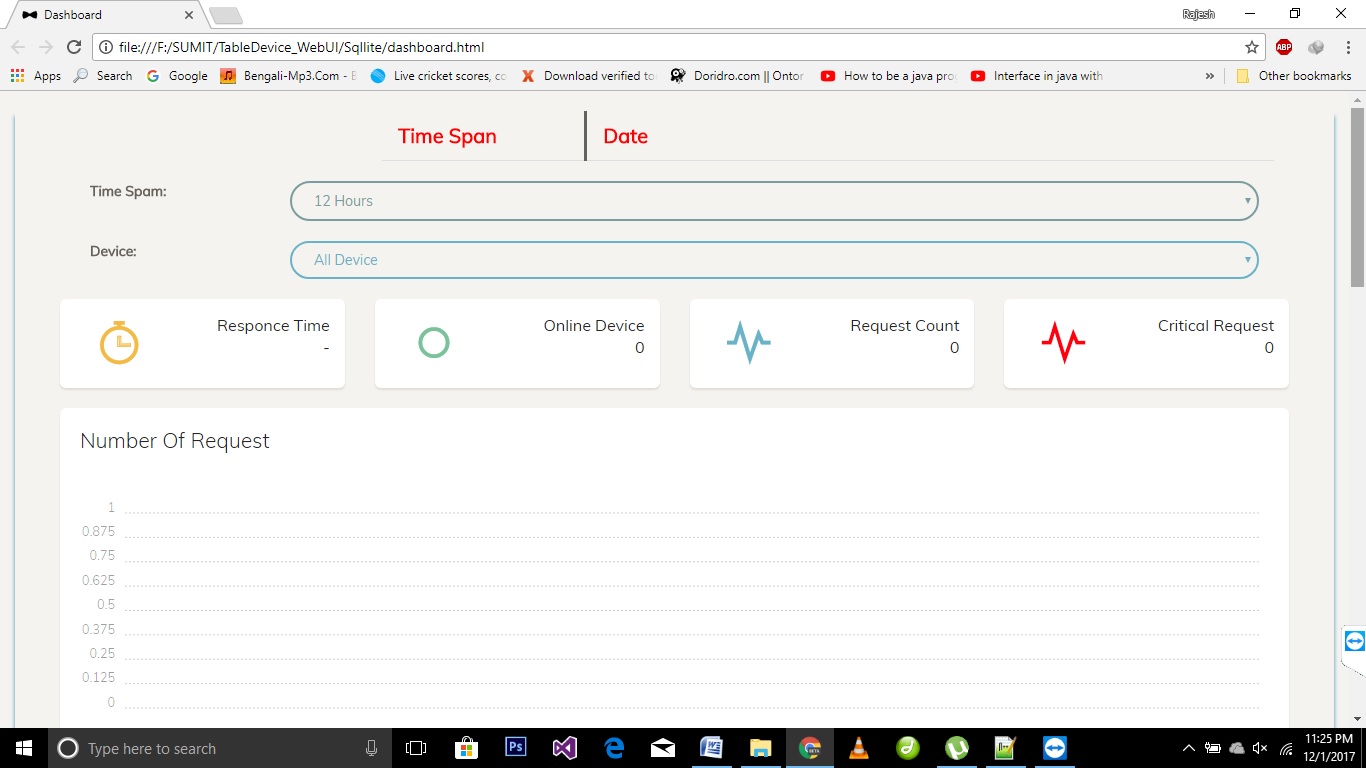 Dashboard
Rajesh
file:///F:/SUMIT/TableDevice_WebUI/Sqllite/dashboard.html
ABP
Apps Search Google Bengali-Mp3.Com - B Live cricket scores, co Download verified to Doridro.com || Ontor How to be a java pro Interface in java with » Other bookmarks
Time Span Date
Time Spam: 12 Hours
Device: All Device
Responce Time
-
Online Device
0
Request Count
0
Critical Request
0
Number Of Request
1
0.875
0.75
0.625
0.5
0.375
0.25
0.125
0
Type here to search
Ps
11:25 PM
12/1/2017